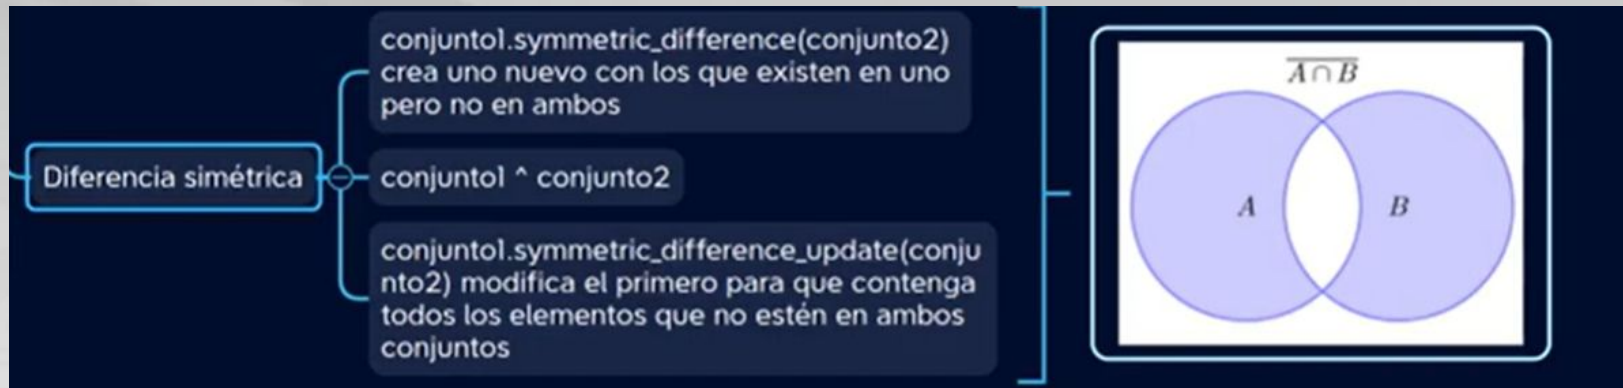 Diferencia simétrica
conjunto1.symmetric_difference(conjunto2)
crea uno nuevo con los que existen en uno
pero no en ambos
conjunto1 ^ conjunto2
conjunto1.symmetric_difference_update(conju
nto2) modifica el primero para que contenga
todos los elementos que no estén en ambos
conjuntos
A̅ ̅∩̅ ̅B̅
A
B